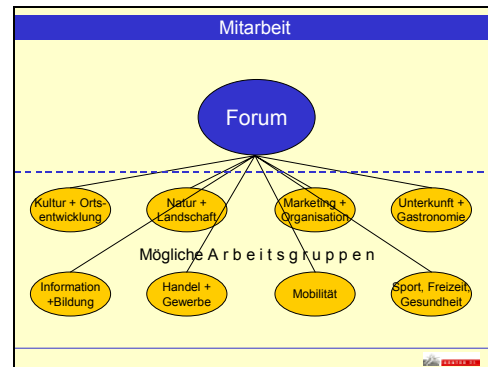 Mitarbeit
Forum
Kultur + Orts-
entwicklung
Natur +
Landschaft
Marketing +
Organisation
Unterkunft +
Gastronomie
Mögliche Arbeitsgruppen
Information
+Bildung
Handel +
Gewerbe
Mobilität
Sport, Freizeit,
Gesundheit